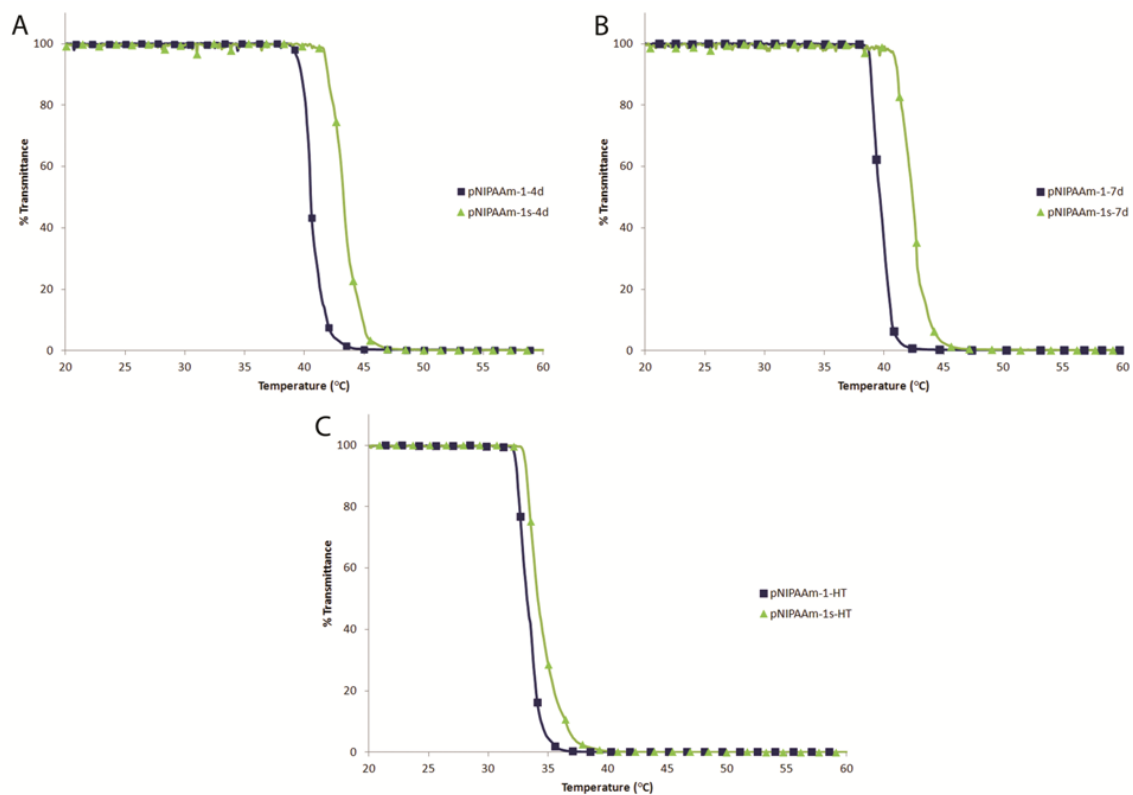 A
100
80
60
40
20
0
% Transmittance
20 25 30 35 40 45 50 55 60
Temperature (°C)
pNIPAAm-1-4d
pNIPAAm-1s-4d
B
100
80
60
40
20
0
% Transmittance
20 25 30 35 40 45 50 55 60
Temperature (°C)
pNIPAAm-1-7d
pNIPAAm-1s-7d
C
100
80
60
40
20
0
% Transmittance
20 25 30 35 40 45 50 55 60
Temperature (°C)
pNIPAAm-1-HT
pNIPAAm-1s-HT